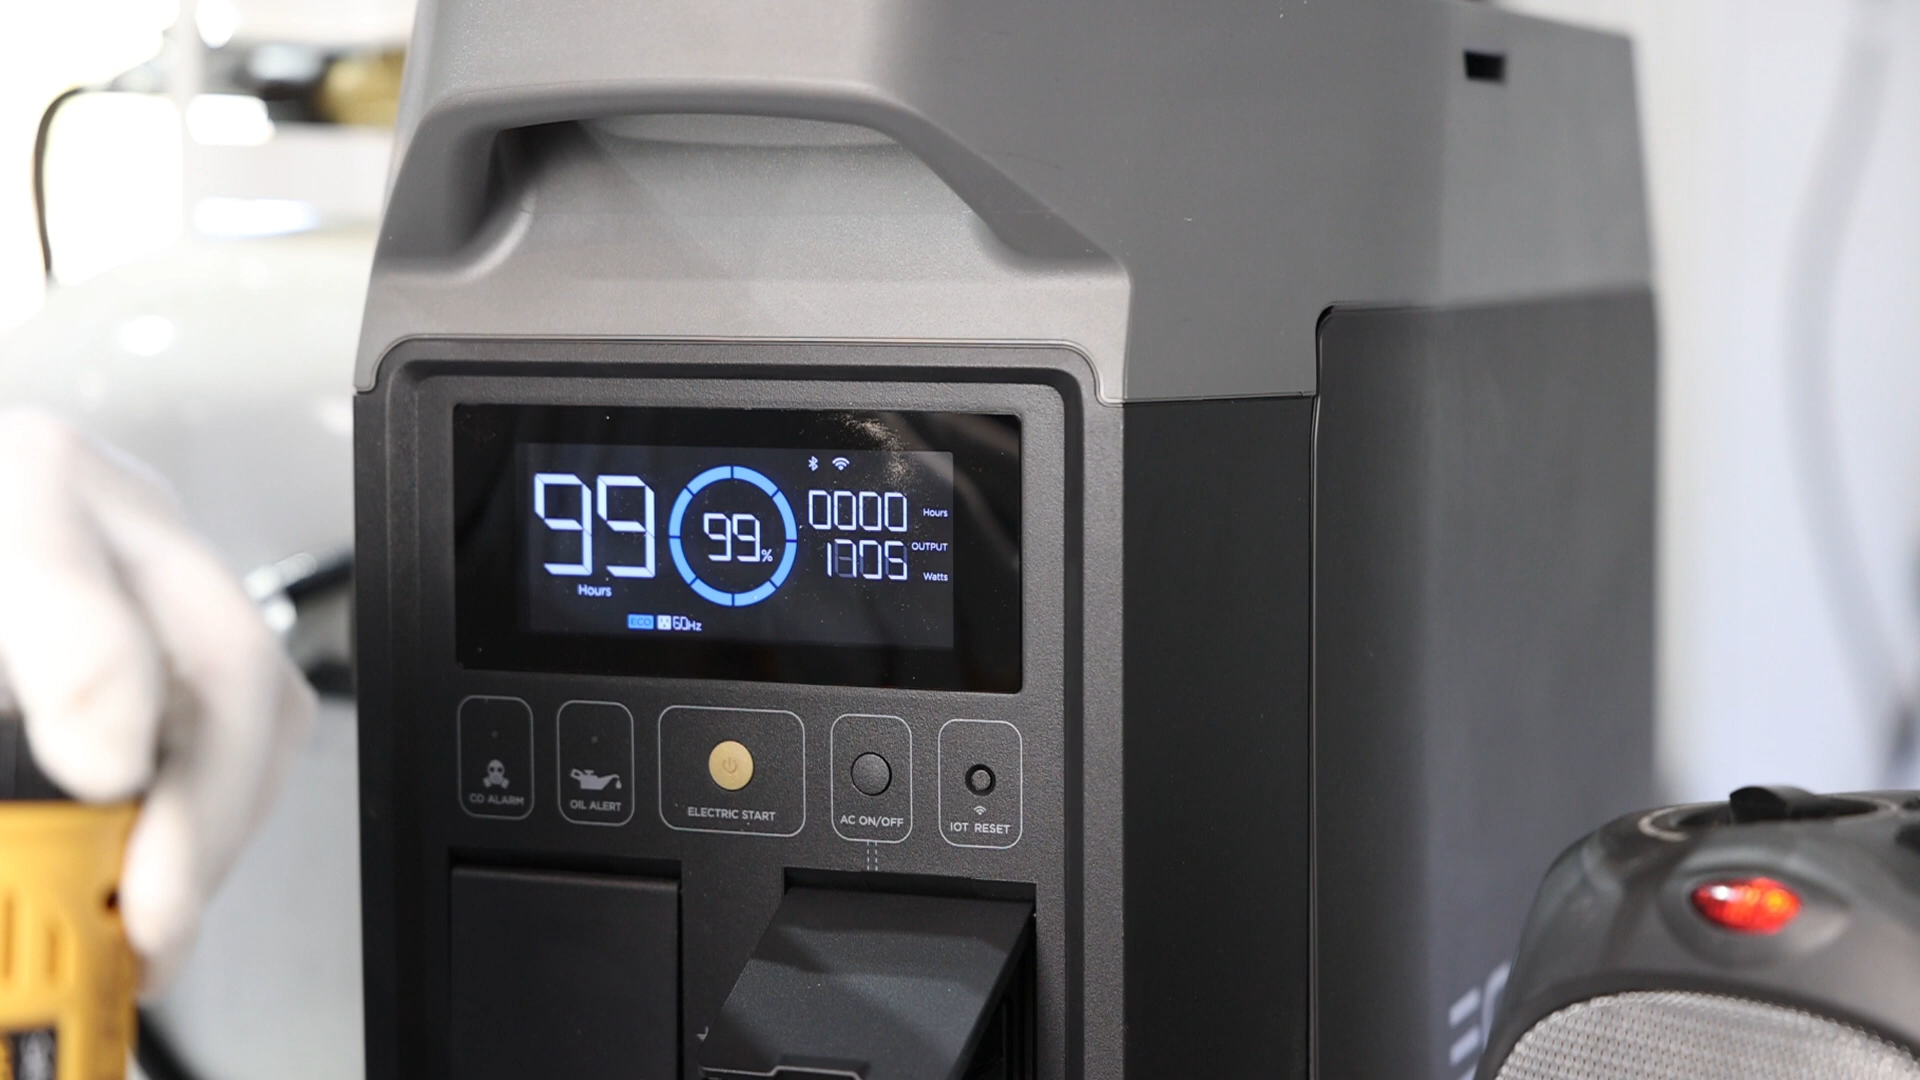 99
Hours
99%
0000 Hours
OUTPUT
1705 Watts
ECO 60Hz
CO ALARM
OIL ALERT
ELECTRIC START
AC ON/OFF
IOT RESET